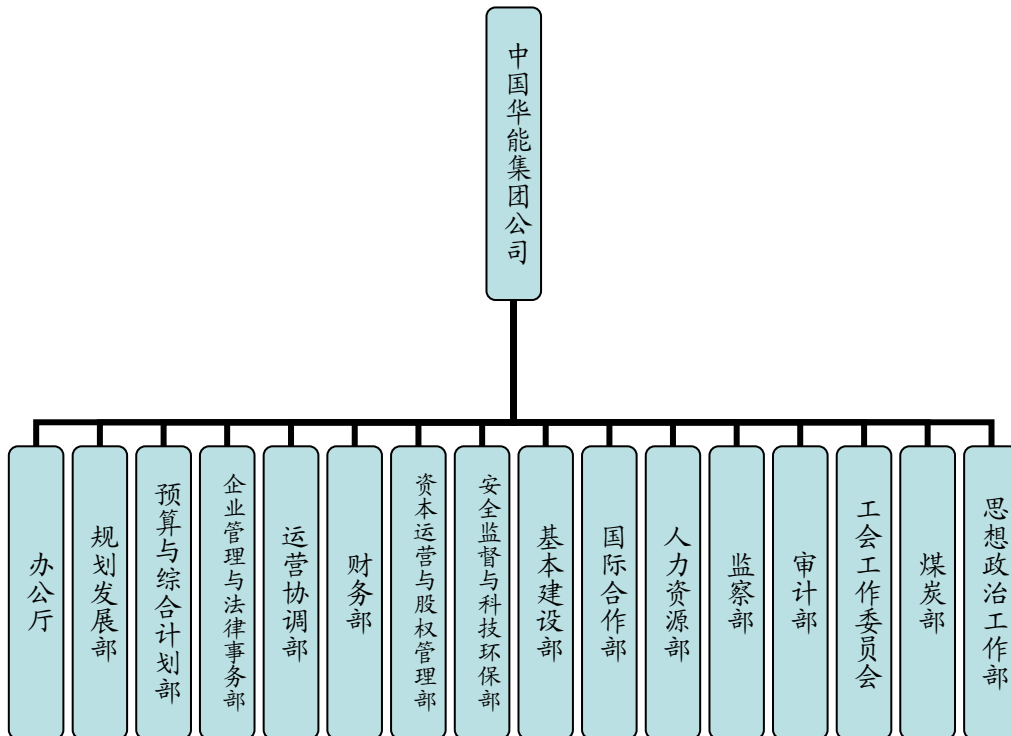 中国华能集团公司
办公厅
规划发展部
预算与综合计划部
企业管理与法律事务部
运营协调部
财务部
资本运营与股权管理部
安全监督与科技环保部
基本建设部
国际合作部
人力资源部
监察部
审计部
工会工作委员会
煤炭部
思想政治工作部